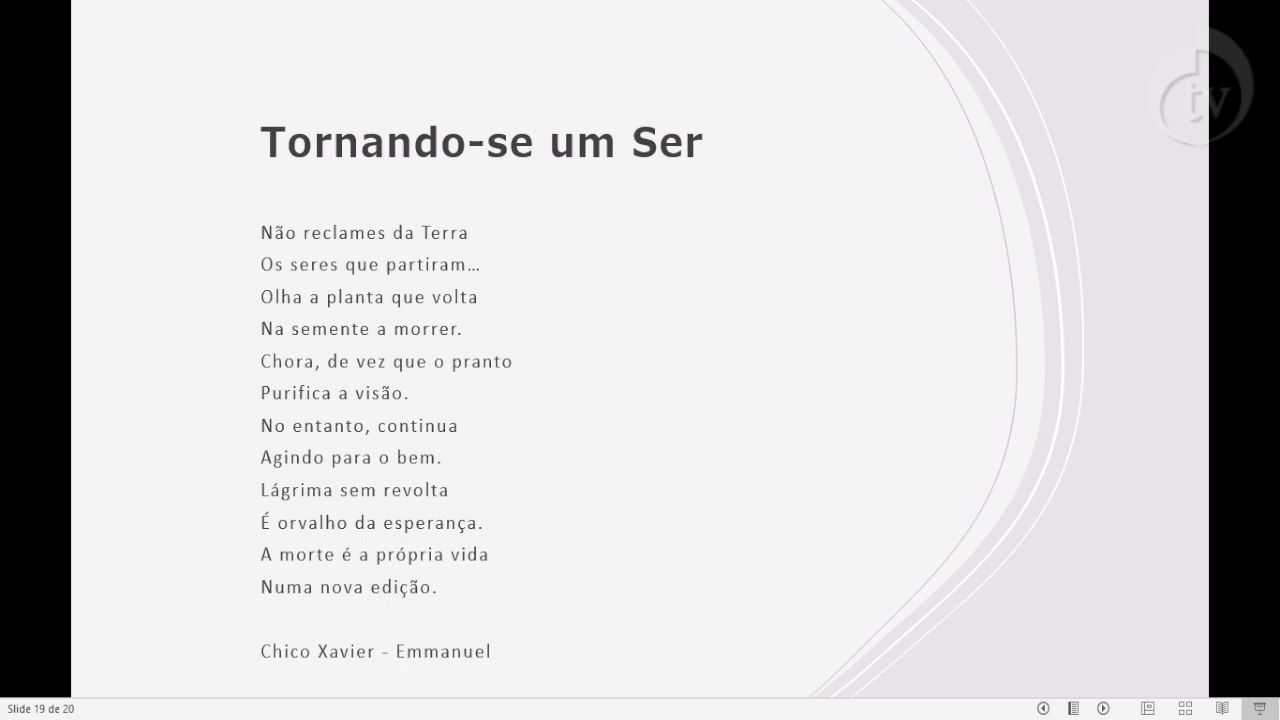 tv
Tornando-se um Ser
Não reclames da Terra
Os seres que partiram...
Olha a planta que volta
Na semente a morrer.
Chora, de vez que o pranto
Purifica a visão.
No entanto, continua
Agindo para o bem.
Lágrima sem revolta
É orvalho da esperança.
A morte é a própria vida
Numa nova edição.
Chico Xavier - Emmanuel
Slide 19 de 20